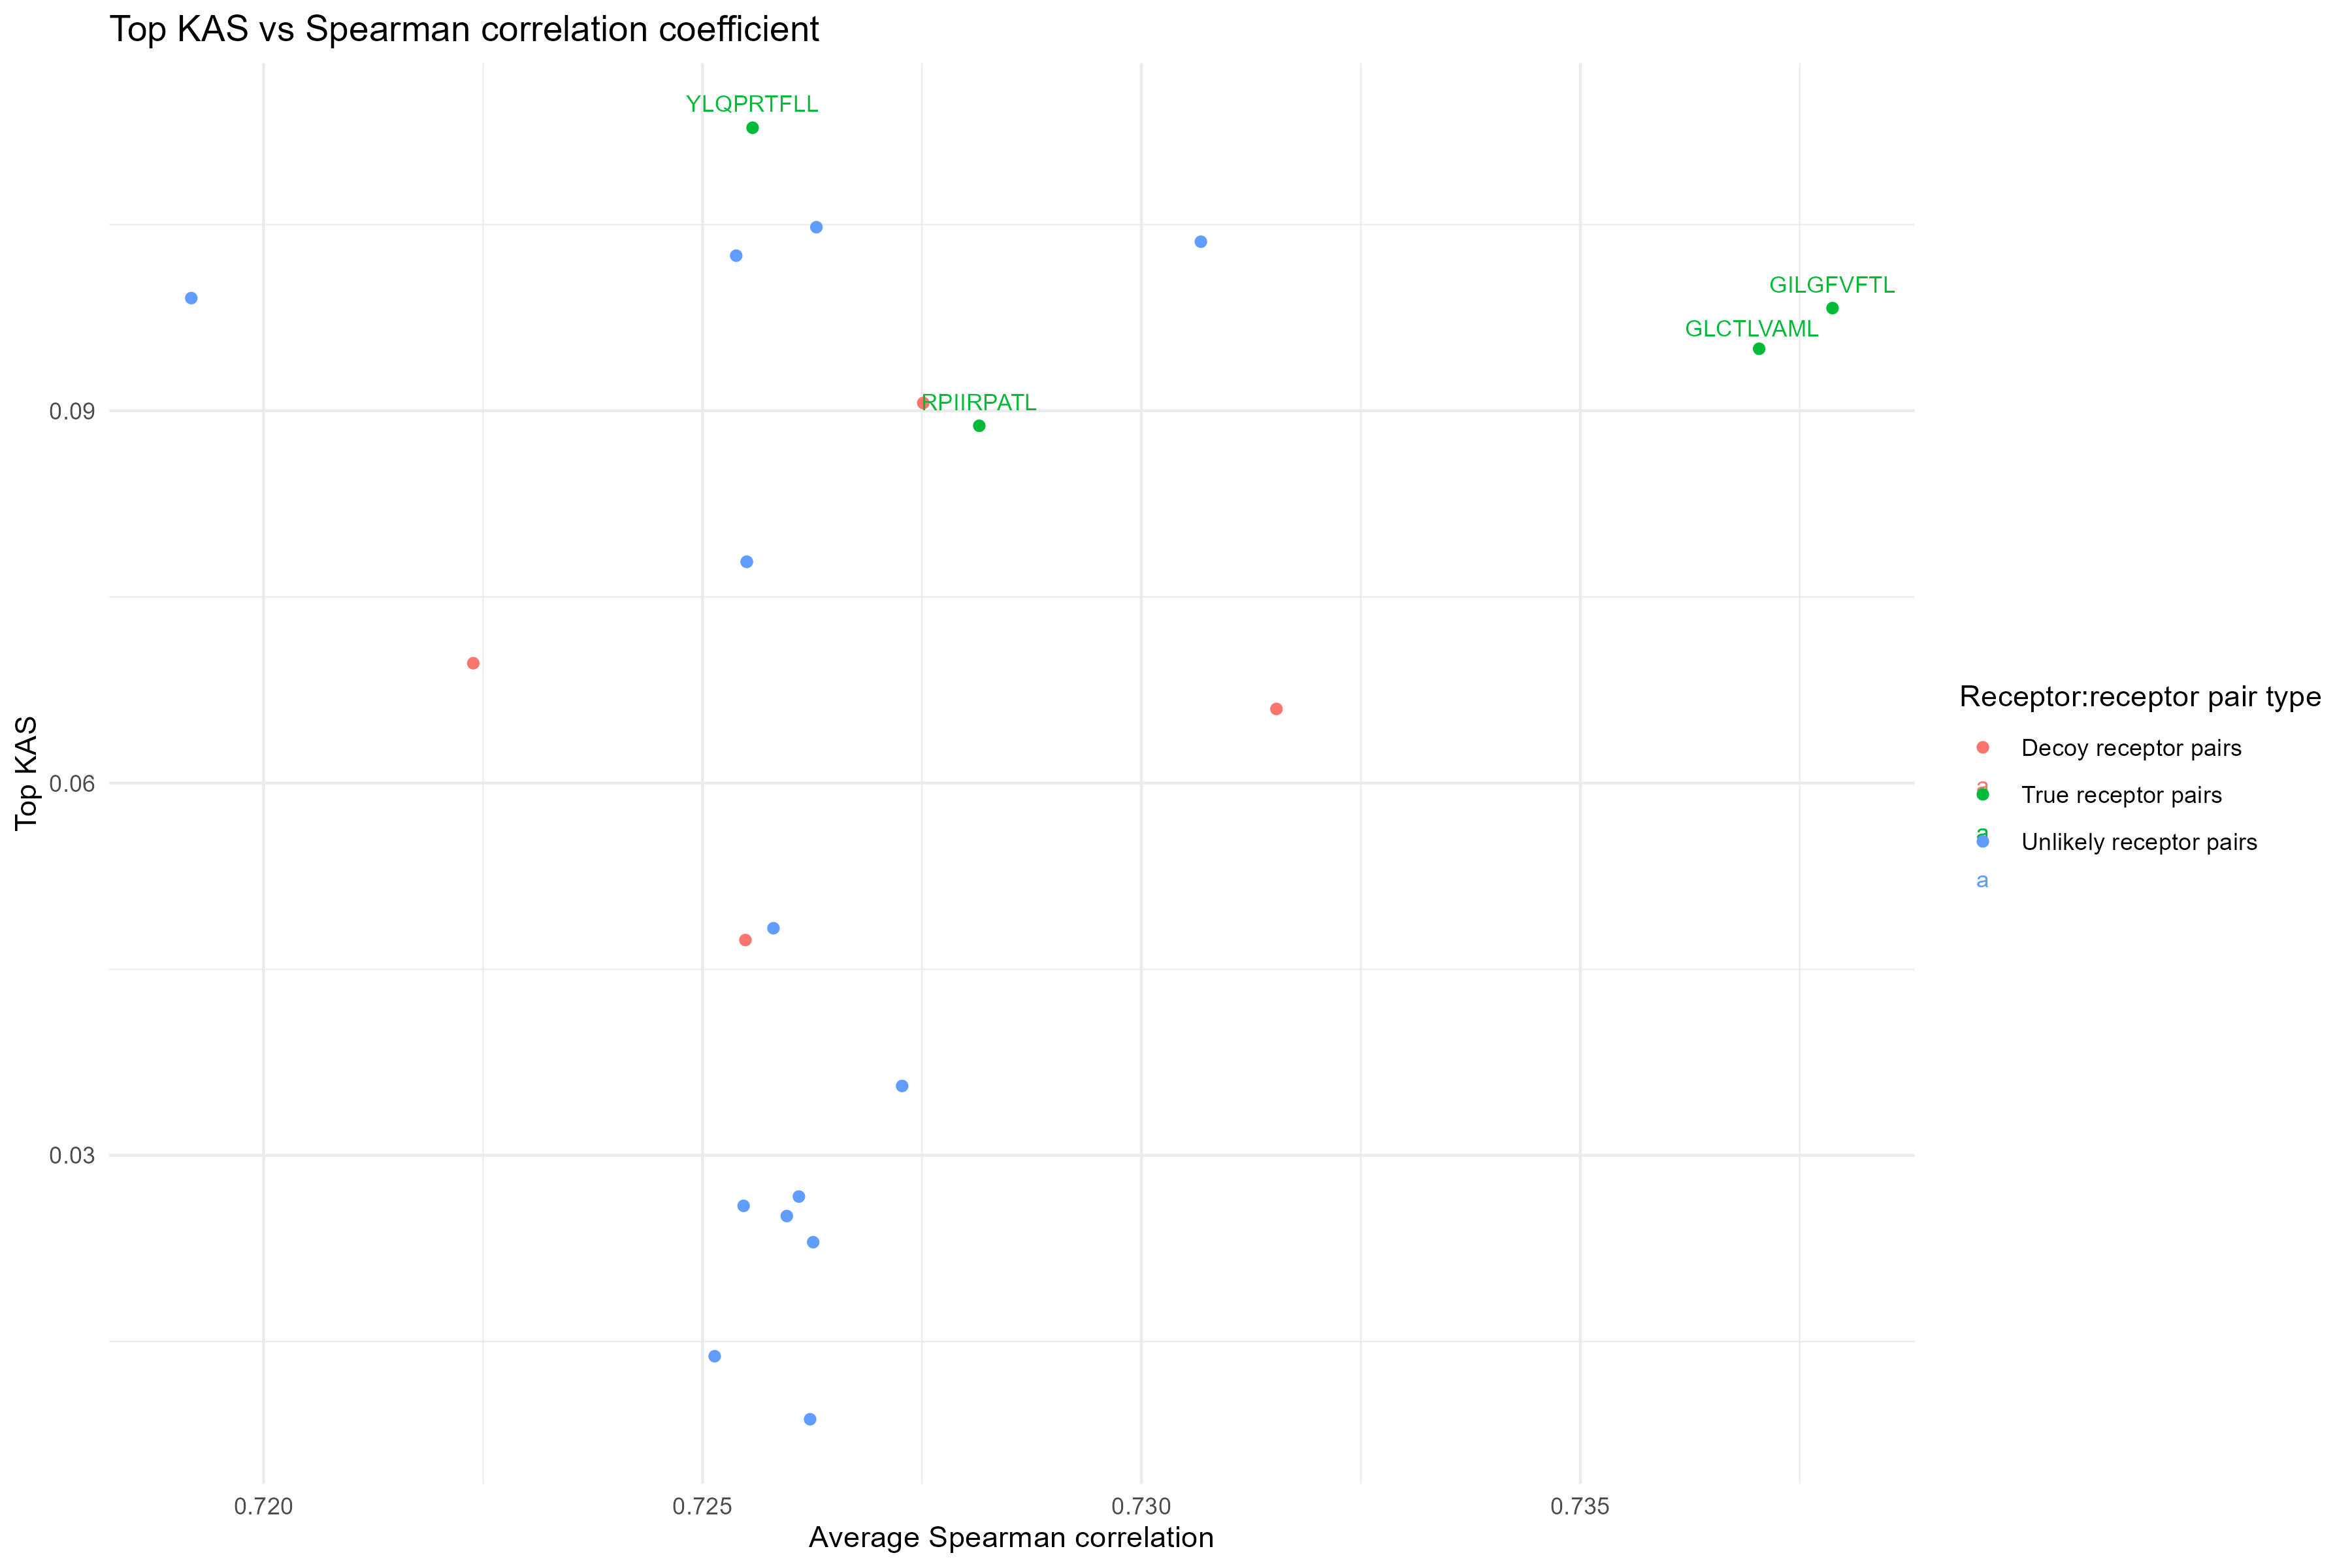 Top KAS vs Spearman correlation coefficient
YLQPRTFLL
GILGFVFTL
GLCTLVAML
RPIIRPATL
0.09
0.06
0.03
Top KAS
0.720
0.725
0.730
0.735
Average Spearman correlation
Receptor:receptor pair type
Decoy receptor pairs
a
True receptor pairs
a
Unlikely receptor pairs
a